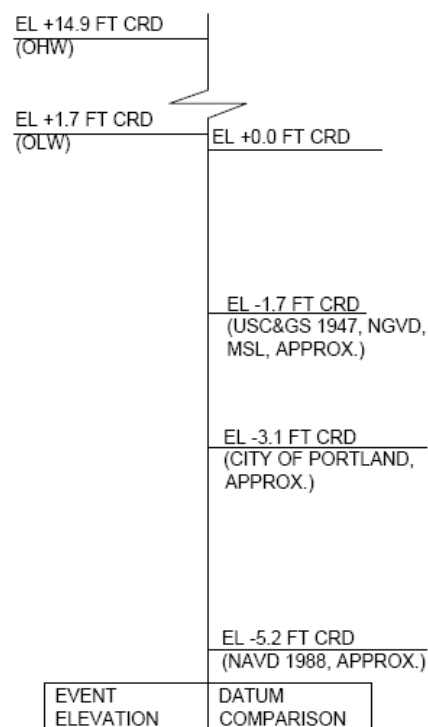 EL +14.9 FT CRD
(OHW)
EL +1.7 FT CRD
(OLW)
EL +0.0 FT CRD
EL -1.7 FT CRD
(USC&GS 1947, NGVD,
MSL, APPROX.)
EL -3.1 FT CRD
(CITY OF PORTLAND,
APPROX.)
EL -5.2 FT CRD
(NAVD 1988, APPROX.)
EVENT
ELEVATION
DATUM
COMPARISON